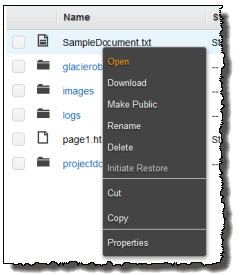 Name
SampleDocument.txt
Open
glacierob
Download
images
Make Public
logs
Rename
page1.h
Delete
projectdo
Initiate Restore
Cut
Copy
Properties